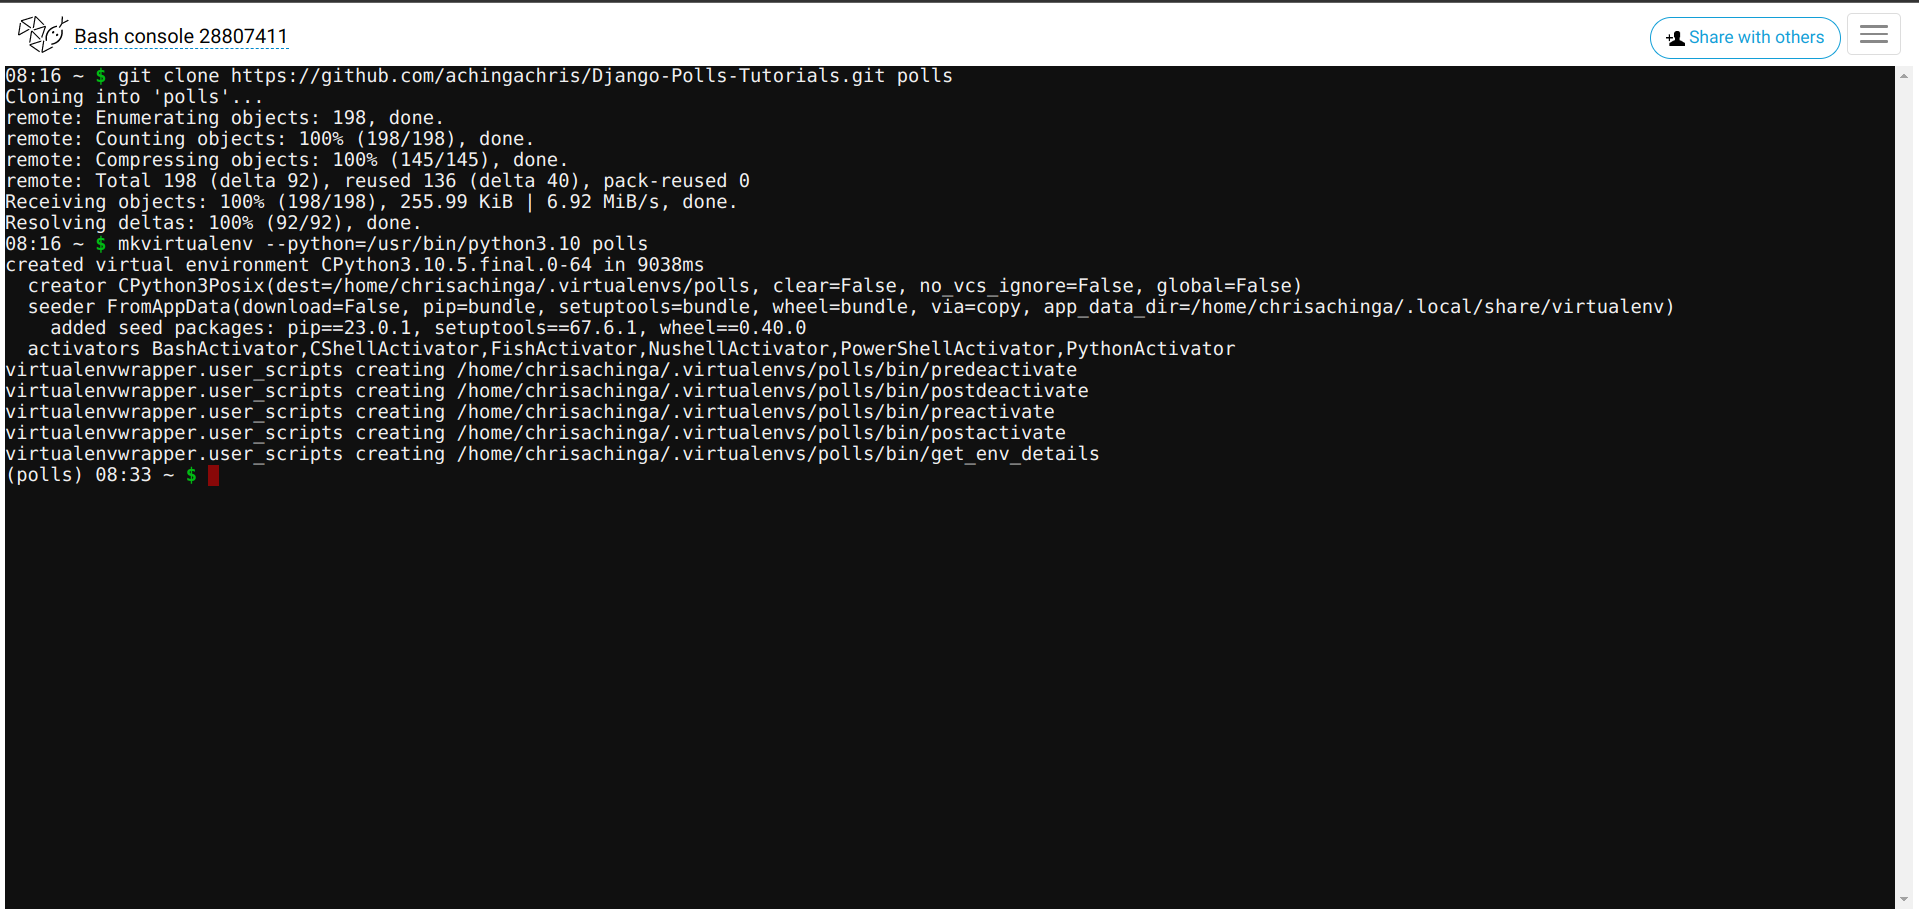 Bash console 28807411
Share with others
08:16 ~ $ git clone https://github.com/achingachris/Django-Polls-Tutorials.git polls
Cloning into 'polls'...
remote: Enumerating objects: 198, done.
remote: Counting objects: 100% (198/198), done.
remote: Compressing objects: 100% (145/145), done.
remote: Total 198 (delta 92), reused 136 (delta 40), pack-reused 0
Receiving objects: 100% (198/198), 255.99 KiB | 6.92 MiB/s, done.
Resolving deltas: 100% (92/92), done.
08:16 ~ $ mkvirtualenv --python=/usr/bin/python3.10 polls
created virtual environment CPython3.10.5.final.0-64 in 9038ms
  creator CPython3Posix(dest=/home/chrisachinga/.virtualenvs/polls, clear=False, no_vcs_ignore=False, global=False)
  seeder FromAppData(download=False, pip=bundle, setuptools=bundle, wheel=bundle, via=copy, app_data_dir=/home/chrisachinga/.local/share/virtualenv)
    added seed packages: pip==23.0.1, setuptools==67.6.1, wheel==0.40.0
  activators BashActivator,CShellActivator,FishActivator,NushellActivator,PowerShellActivator,PythonActivator
virtualenvwrapper.user_scripts creating /home/chrisachinga/.virtualenvs/polls/bin/predeactivate
virtualenvwrapper.user_scripts creating /home/chrisachinga/.virtualenvs/polls/bin/postdeactivate
virtualenvwrapper.user_scripts creating /home/chrisachinga/.virtualenvs/polls/bin/preactivate
virtualenvwrapper.user_scripts creating /home/chrisachinga/.virtualenvs/polls/bin/postactivate
virtualenvwrapper.user_scripts creating /home/chrisachinga/.virtualenvs/polls/bin/get_env_details
(polls) 08:33 ~ $